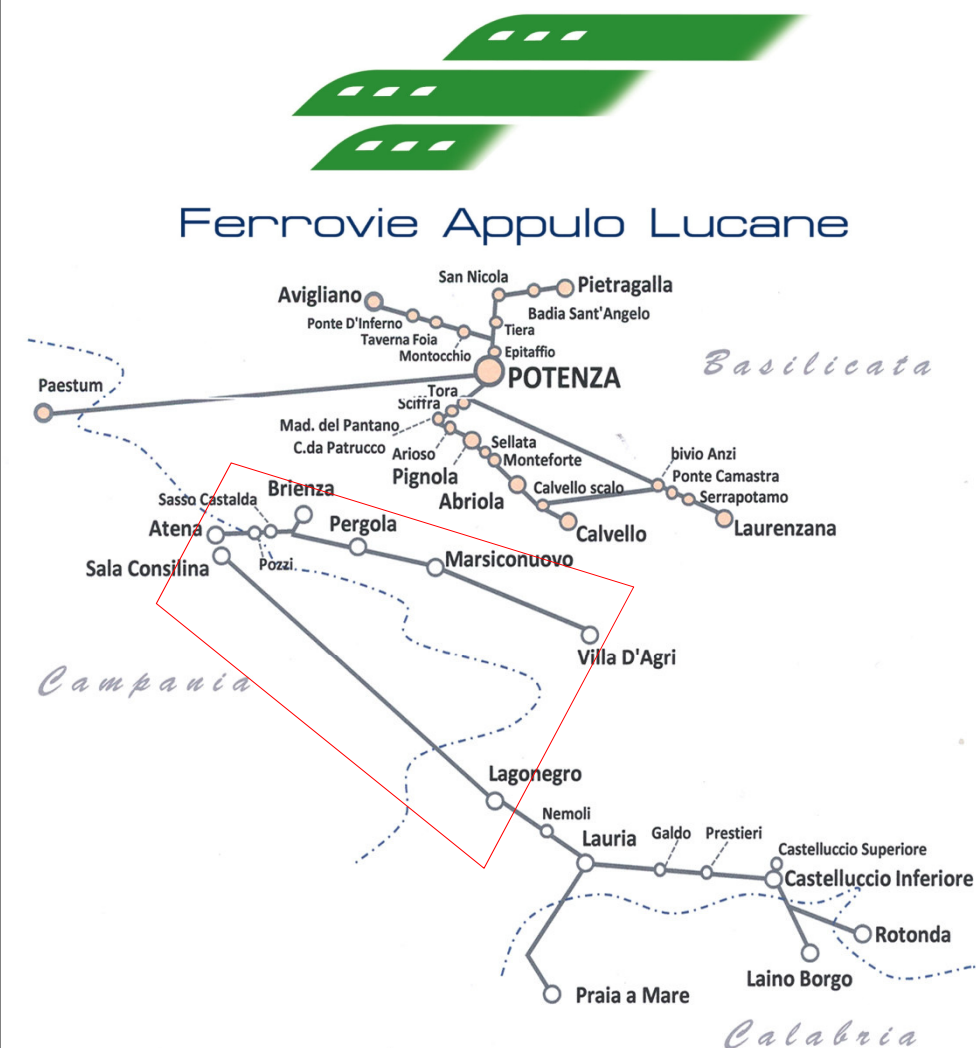 Ferrovie Appulo Lucane
San Nicola
Pietragalla
Avigliano
Badia Sant'Angelo
Ponte D'Inferno
Tiera
Taverna Foia
Montocchio
Epitaffio
Basilicata
POTENZA
Paestum
Tora
Sciffra
Mad. del Pantano
C.da Patrucco
Arioso
Sellata
Monteforte
bivio Anzi
Pignola
Ponte Camastra
Abriola
Calvello scalo
Serrapotamo
Brienza
Sasso Castalda
Atena
Pergola
Calvello
Laurenzana
Sala Consilina
Pozzi
Marsiconuovo
Villa D'Agri
Campania
Lagonegro
Nemoli
Lauria
Galdo
Prestieri
Castelluccio Superiore
Castelluccio Inferiore
Rotonda
Laino Borgo
Praia a Mare
Calabria